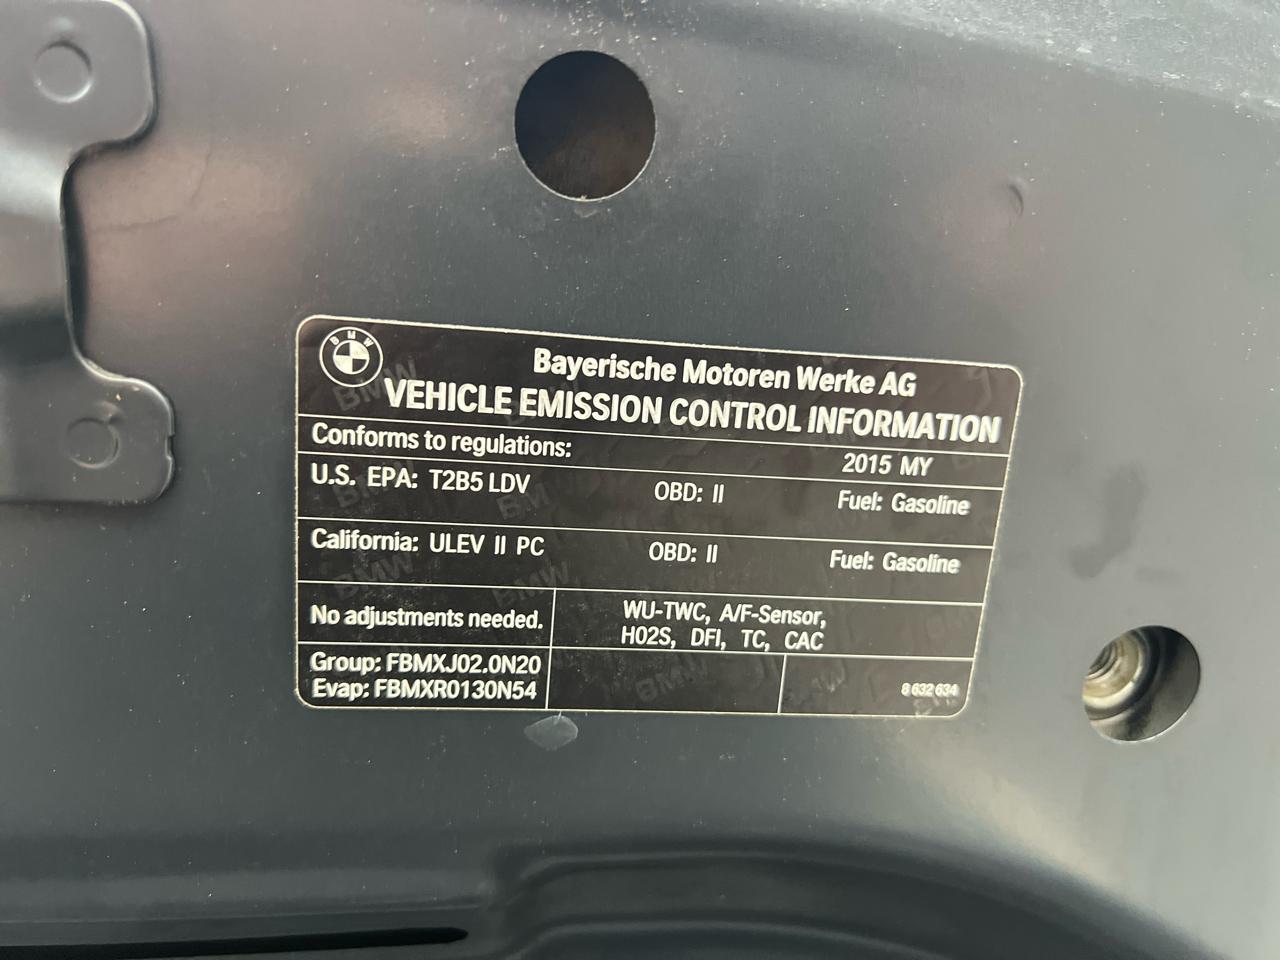 BMW
Bayerische Motoren Werke AG
VEHICLE EMISSION CONTROL INFORMATION
Conforms to regulations: 2015 MY
U.S. EPA: T2B5 LDV OBD: II Fuel: Gasoline
California: ULEV II PC OBD: II Fuel: Gasoline
No adjustments needed.
WU-TWC, A/F-Sensor,
HO2S, DFI, TC, CAC
Group: FBMXJ02.0N20
Evap: FBMXR0130N54
8 632 634